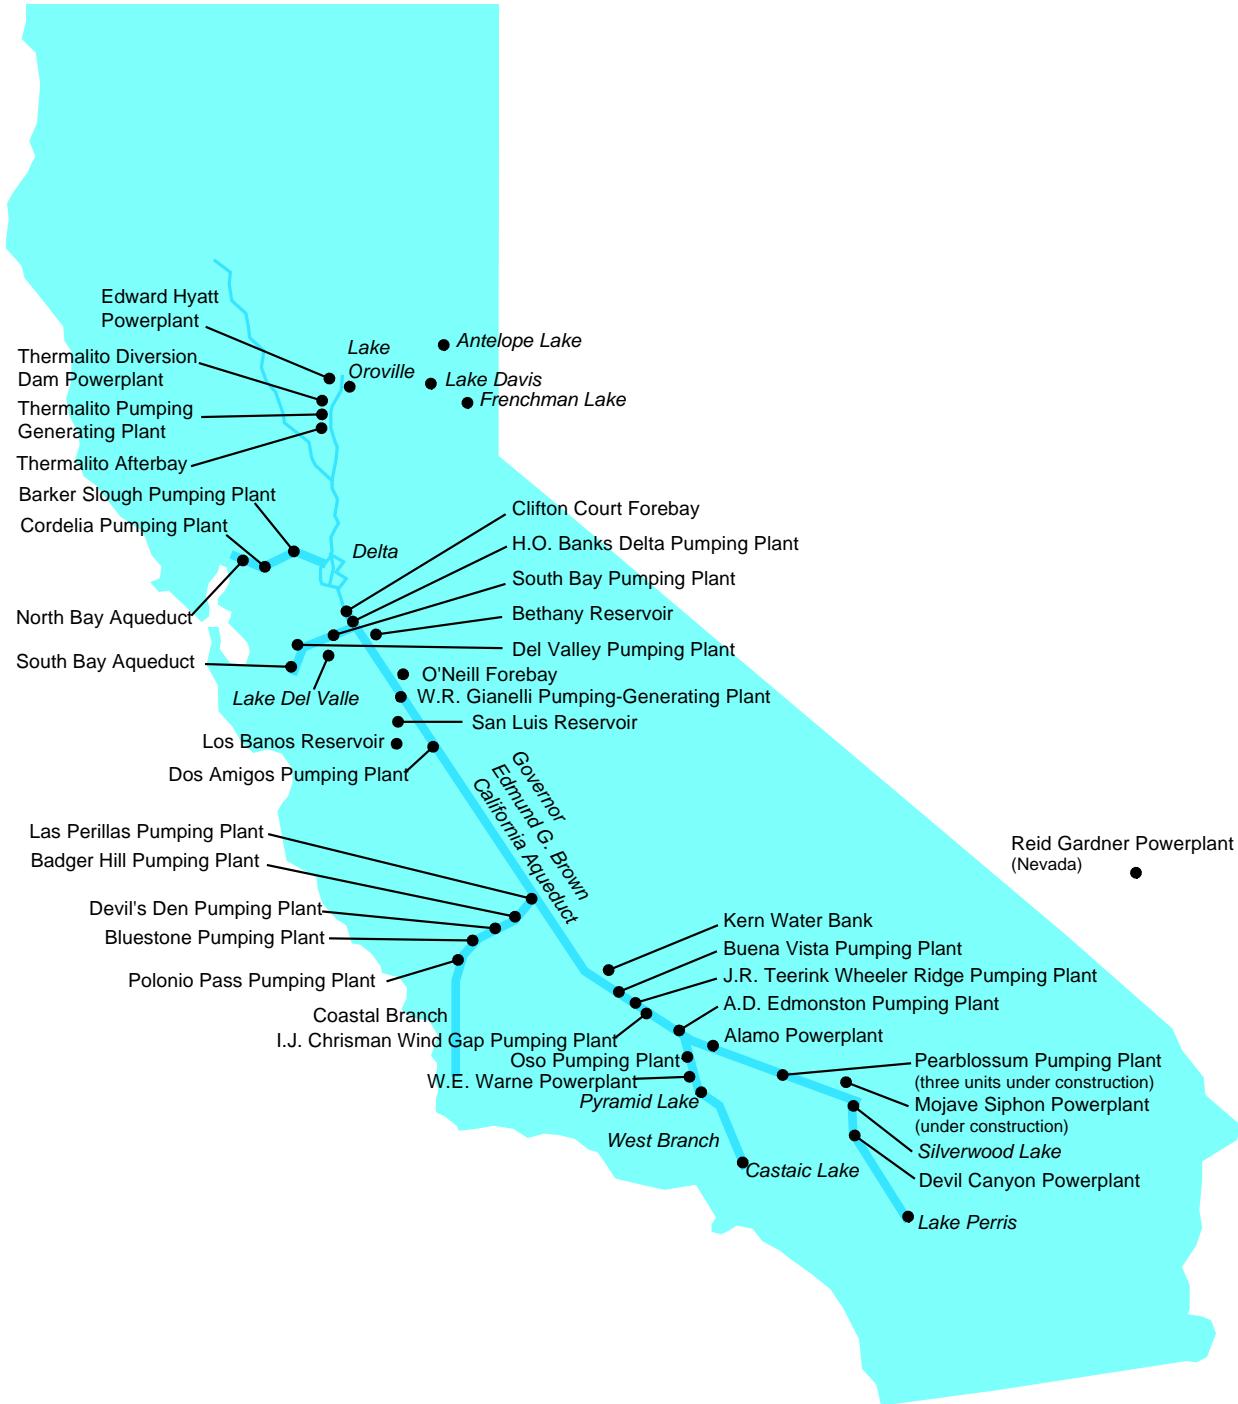 Edward Hyatt
Powerplant
Lake
Oroville
Antelope Lake
Thermalito Diversion
Dam Powerplant
Lake Davis
Frenchman Lake
Thermalito Pumping
Generating Plant
Thermalito Afterbay
Barker Slough Pumping Plant
Cordelia Pumping Plant
Delta
Clifton Court Forebay
H.O. Banks Delta Pumping Plant
South Bay Pumping Plant
Bethany Reservoir
North Bay Aqueduct
Del Valley Pumping Plant
South Bay Aqueduct
O'Neill Forebay
Lake Del Valle
W.R. Gianelli Pumping-Generating Plant
San Luis Reservoir
Los Banos Reservoir
Dos Amigos Pumping Plant
Governor
Edmund G. Brown
California Aqueduct
Las Perillas Pumping Plant
Badger Hill Pumping Plant
Reid Gardner Powerplant
(Nevada)
Devil's Den Pumping Plant
Bluestone Pumping Plant
Polonio Pass Pumping Plant
Kern Water Bank
Buena Vista Pumping Plant
J.R. Teerink Wheeler Ridge Pumping Plant
A.D. Edmonston Pumping Plant
Coastal Branch
I.J. Chrisman Wind Gap Pumping Plant
Alamo Powerplant
Oso Pumping Plant
W.E. Warne Powerplant
Pyramid Lake
Pearblossum Pumping Plant
(three units under construction)
Mojave Siphon Powerplant
(under construction)
West Branch
Silverwood Lake
Castaic Lake
Devil Canyon Powerplant
Lake Perris